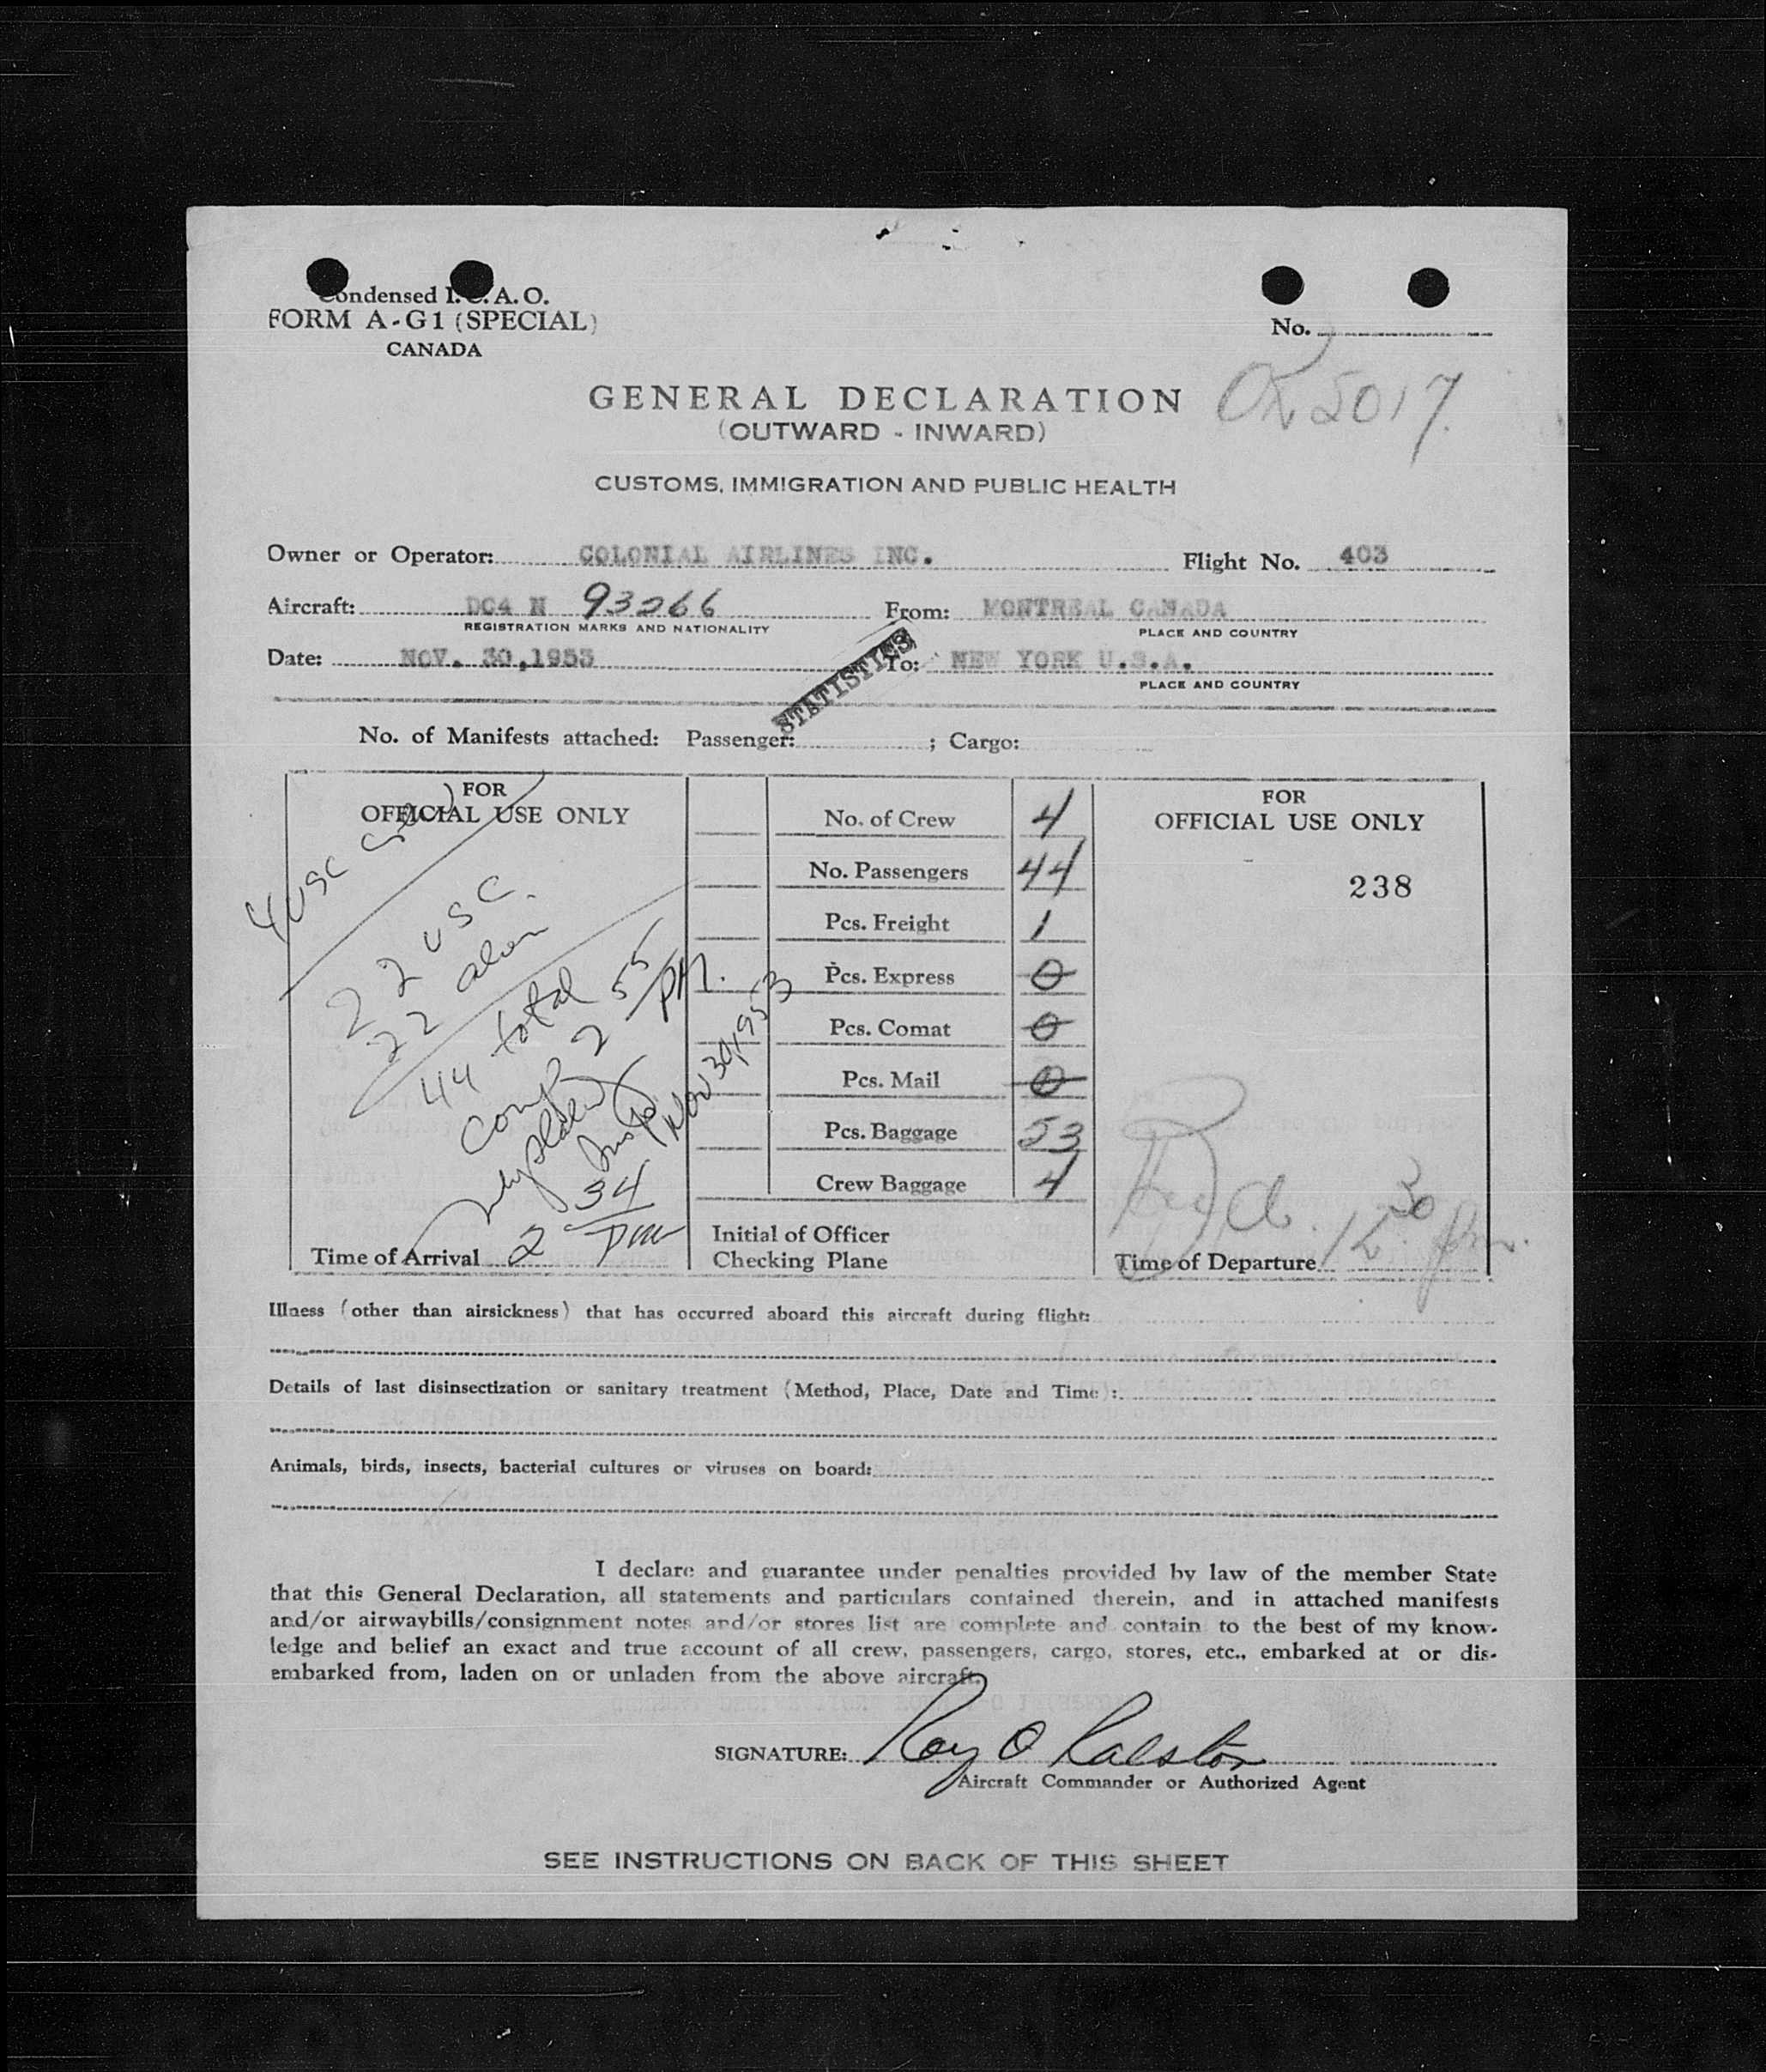 Condensed I.C.A.O.
FORM A-G1 (SPECIAL)
CANADA
No.
GENERAL DECLARATION
(OUTWARD - INWARD)
5017
CUSTOMS, IMMIGRATION AND PUBLIC HEALTH
Owner or Operator: COLONIAL AIRLINES INC. Flight No. 403
Aircraft: DC4 N 93266 From: MONTREAL CANADA
REGISTRATION MARKS AND NATIONALITY PLACE AND COUNTRY
Date: NOV. 30,1953 To: NEW YORK U.S.A.
PLACE AND COUNTRY
STATISTICS
No. of Manifests attached: Passenger: ; Cargo:
FOR
OFFICIAL USE ONLY
4 USC
22 USC
22 alien
44 total
Comp 2 55 PM.
Insp
Nov 30, 1953
2 34 pm
Time of Arrival
No. of Crew 4
No. Passengers 44
Pcs. Freight 1
Pcs. Express 0
Pcs. Comat 0
Pcs. Mail 0
Pcs. Baggage 53
Crew Baggage 4
Initial of Officer
Checking Plane
FOR
OFFICIAL USE ONLY
238
Time of Departure 12 30 pm.
Illness (other than airsickness) that has occurred aboard this aircraft during flight:
Details of last disinsectization or sanitary treatment (Method, Place, Date and Time):
Animals, birds, insects, bacterial cultures or viruses on board:
I declare and guarantee under penalties provided by law of the member State
that this General Declaration, all statements and particulars contained therein, and in attached manifests
and/or airwaybills/consignment notes and/or stores list are complete and contain to the best of my know-
ledge and belief an exact and true account of all crew, passengers, cargo, stores, etc., embarked at or dis-
embarked from, laden on or unladen from the above aircraft.
SIGNATURE: Roy O Ralston
Aircraft Commander or Authorized Agent
SEE INSTRUCTIONS ON BACK OF THIS SHEET